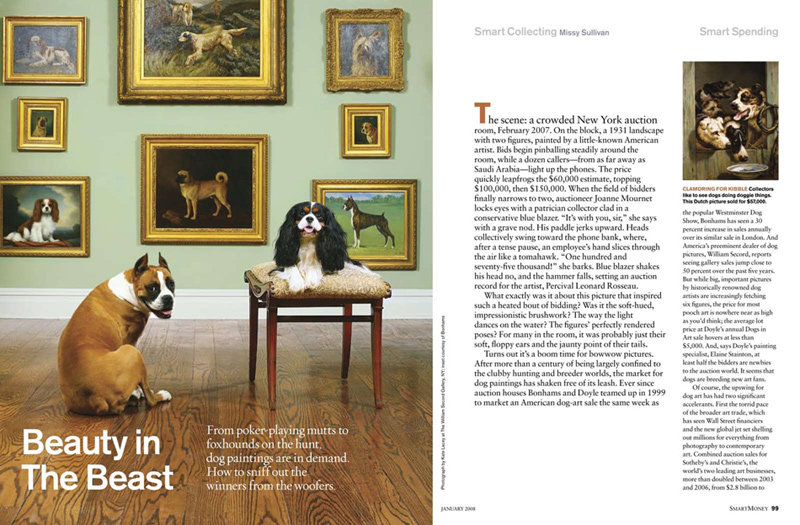 Beauty in
The Beast
From poker-playing mutts to
foxhounds on the hunt,
dog paintings are in demand.
How to sniff out the
winners from the woofers.
Photograph by Kate Lacey at The William Secord Gallery, NY; inset courtesy of Bonhams
Smart Collecting Missy Sullivan
Smart Spending
The scene: a crowded New York auction
room, February 2007. On the block, a 1931 landscape
with two figures, painted by a little-known American
artist. Bids begin pinballing steadily around the
room, while a dozen callers—from as far away as
Saudi Arabia—light up the phones. The price
quickly leapfrogs the $60,000 estimate, topping
$100,000, then $150,000. When the field of bidders
finally narrows to two, auctioneer Joanne Mournet
locks eyes with a patrician collector clad in a
conservative blue blazer. “It’s with you, sir,” she says
with a grave nod. His paddle jerks upward. Heads
collectively swing toward the phone bank, where,
after a tense pause, an employee’s hand slices through
the air like a tomahawk. “One hundred and
seventy-five thousand!” she barks. Blue blazer shakes
his head no, and the hammer falls, setting an auction
record for the artist, Percival Leonard Rosseau.
What exactly was it about this picture that inspired
such a heated bout of bidding? Was it the soft-hued,
impressionistic brushwork? The way the light
dances on the water? The figures’ perfectly rendered
poses? For many in the room, it was probably just their
soft, floppy ears and the jaunty point of their tails.
Turns out it’s a boom time for bowwow pictures.
After more than a century of being largely confined to
the clubby hunting and breeder worlds, the market for
dog paintings has shaken free of its leash. Ever since
auction houses Bonhams and Doyle teamed up in 1999
to market an American dog-art sale the same week as
CLAMORING FOR KIBBLE Collectors
like to see dogs doing doggie things.
This Dutch picture sold for $57,000.
the popular Westminster Dog
Show, Bonhams has seen a 30
percent increase in sales annually
over its similar sale in London. And
America’s preeminent dealer of dog
pictures, William Secord, reports
seeing gallery sales jump close to
50 percent over the past five years.
But while big, important pictures
by historically renowned dog
artists are increasingly fetching
six figures, the price for most
pooch art is nowhere near as high
as you’d think; the average lot
price at Doyle’s annual Dogs in
Art sale hovers at less than
$5,000. And, says Doyle’s painting
specialist, Elaine Stainton, at
least half the bidders are newbies
to the auction world. It seems that
dogs are breeding new art fans.
Of course, the upswing for
dog art has had two significant
accelerants. First the torrid pace
of the broader art trade, which
has seen Wall Street financiers
and the new global jet set shelling
out millions for everything from
photography to contemporary
art. Combined auction sales for
Sotheby’s and Christie’s, the
world’s two leading art businesses,
more than doubled between 2003
and 2006, from $2.8 billion to
JANUARY 2008
SMARTMONEY 99